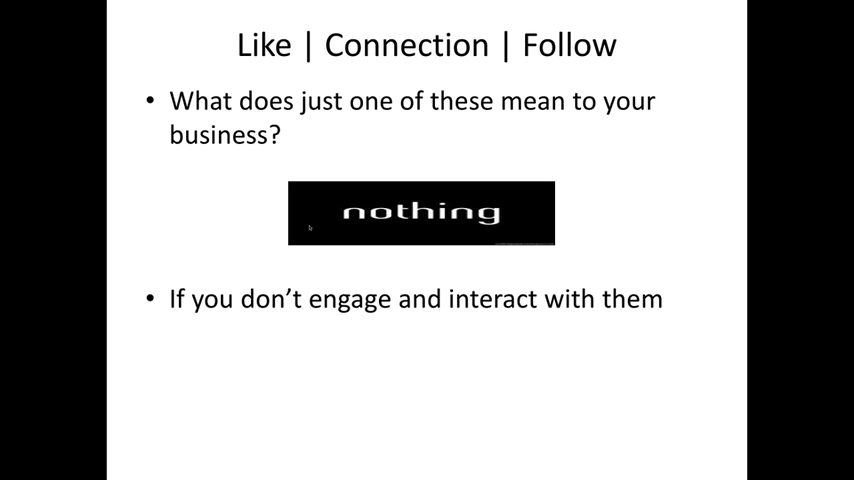 Like | Connection | Follow
• What does just one of these mean to your
business?
nothing
• If you don’t engage and interact with them